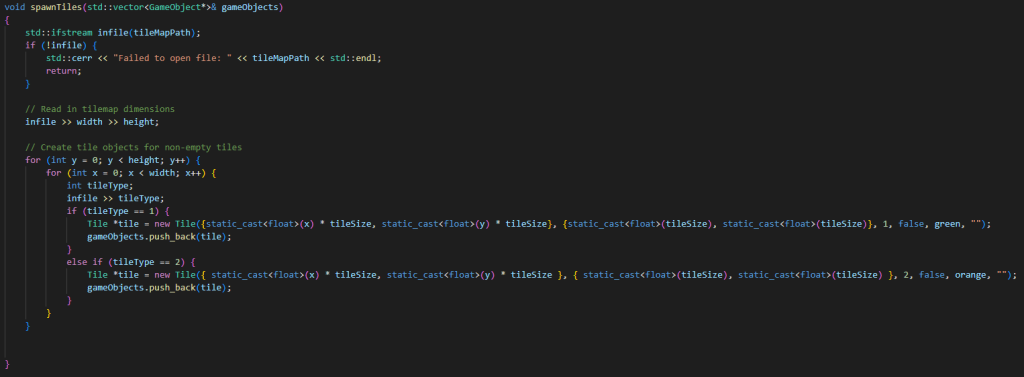 void spawnTiles(std::vector<GameObject*>& gameObjects)
{
    std::ifstream infile(tileMapPath);
    if (!infile) {
        std::cerr << "Failed to open file: " << tileMapPath << std::endl;
        return;
    }

    // Read in tilemap dimensions
    infile >> width >> height;

    // Create tile objects for non-empty tiles
    for (int y = 0; y < height; y++) {
        for (int x = 0; x < width; x++) {
            int tileType;
            infile >> tileType;
            if (tileType == 1) {
                Tile *tile = new Tile({static_cast<float>(x) * tileSize, static_cast<float>(y) * tileSize}, {static_cast<float>(tileSize), static_cast<float>(tileSize)}, 1, false, green, "");
                gameObjects.push_back(tile);
            }
            else if (tileType == 2) {
                Tile *tile = new Tile({ static_cast<float>(x) * tileSize, static_cast<float>(y) * tileSize }, { static_cast<float>(tileSize), static_cast<float>(tileSize) }, 2, false, orange, "");
                gameObjects.push_back(tile);
            }
        }
    }


}